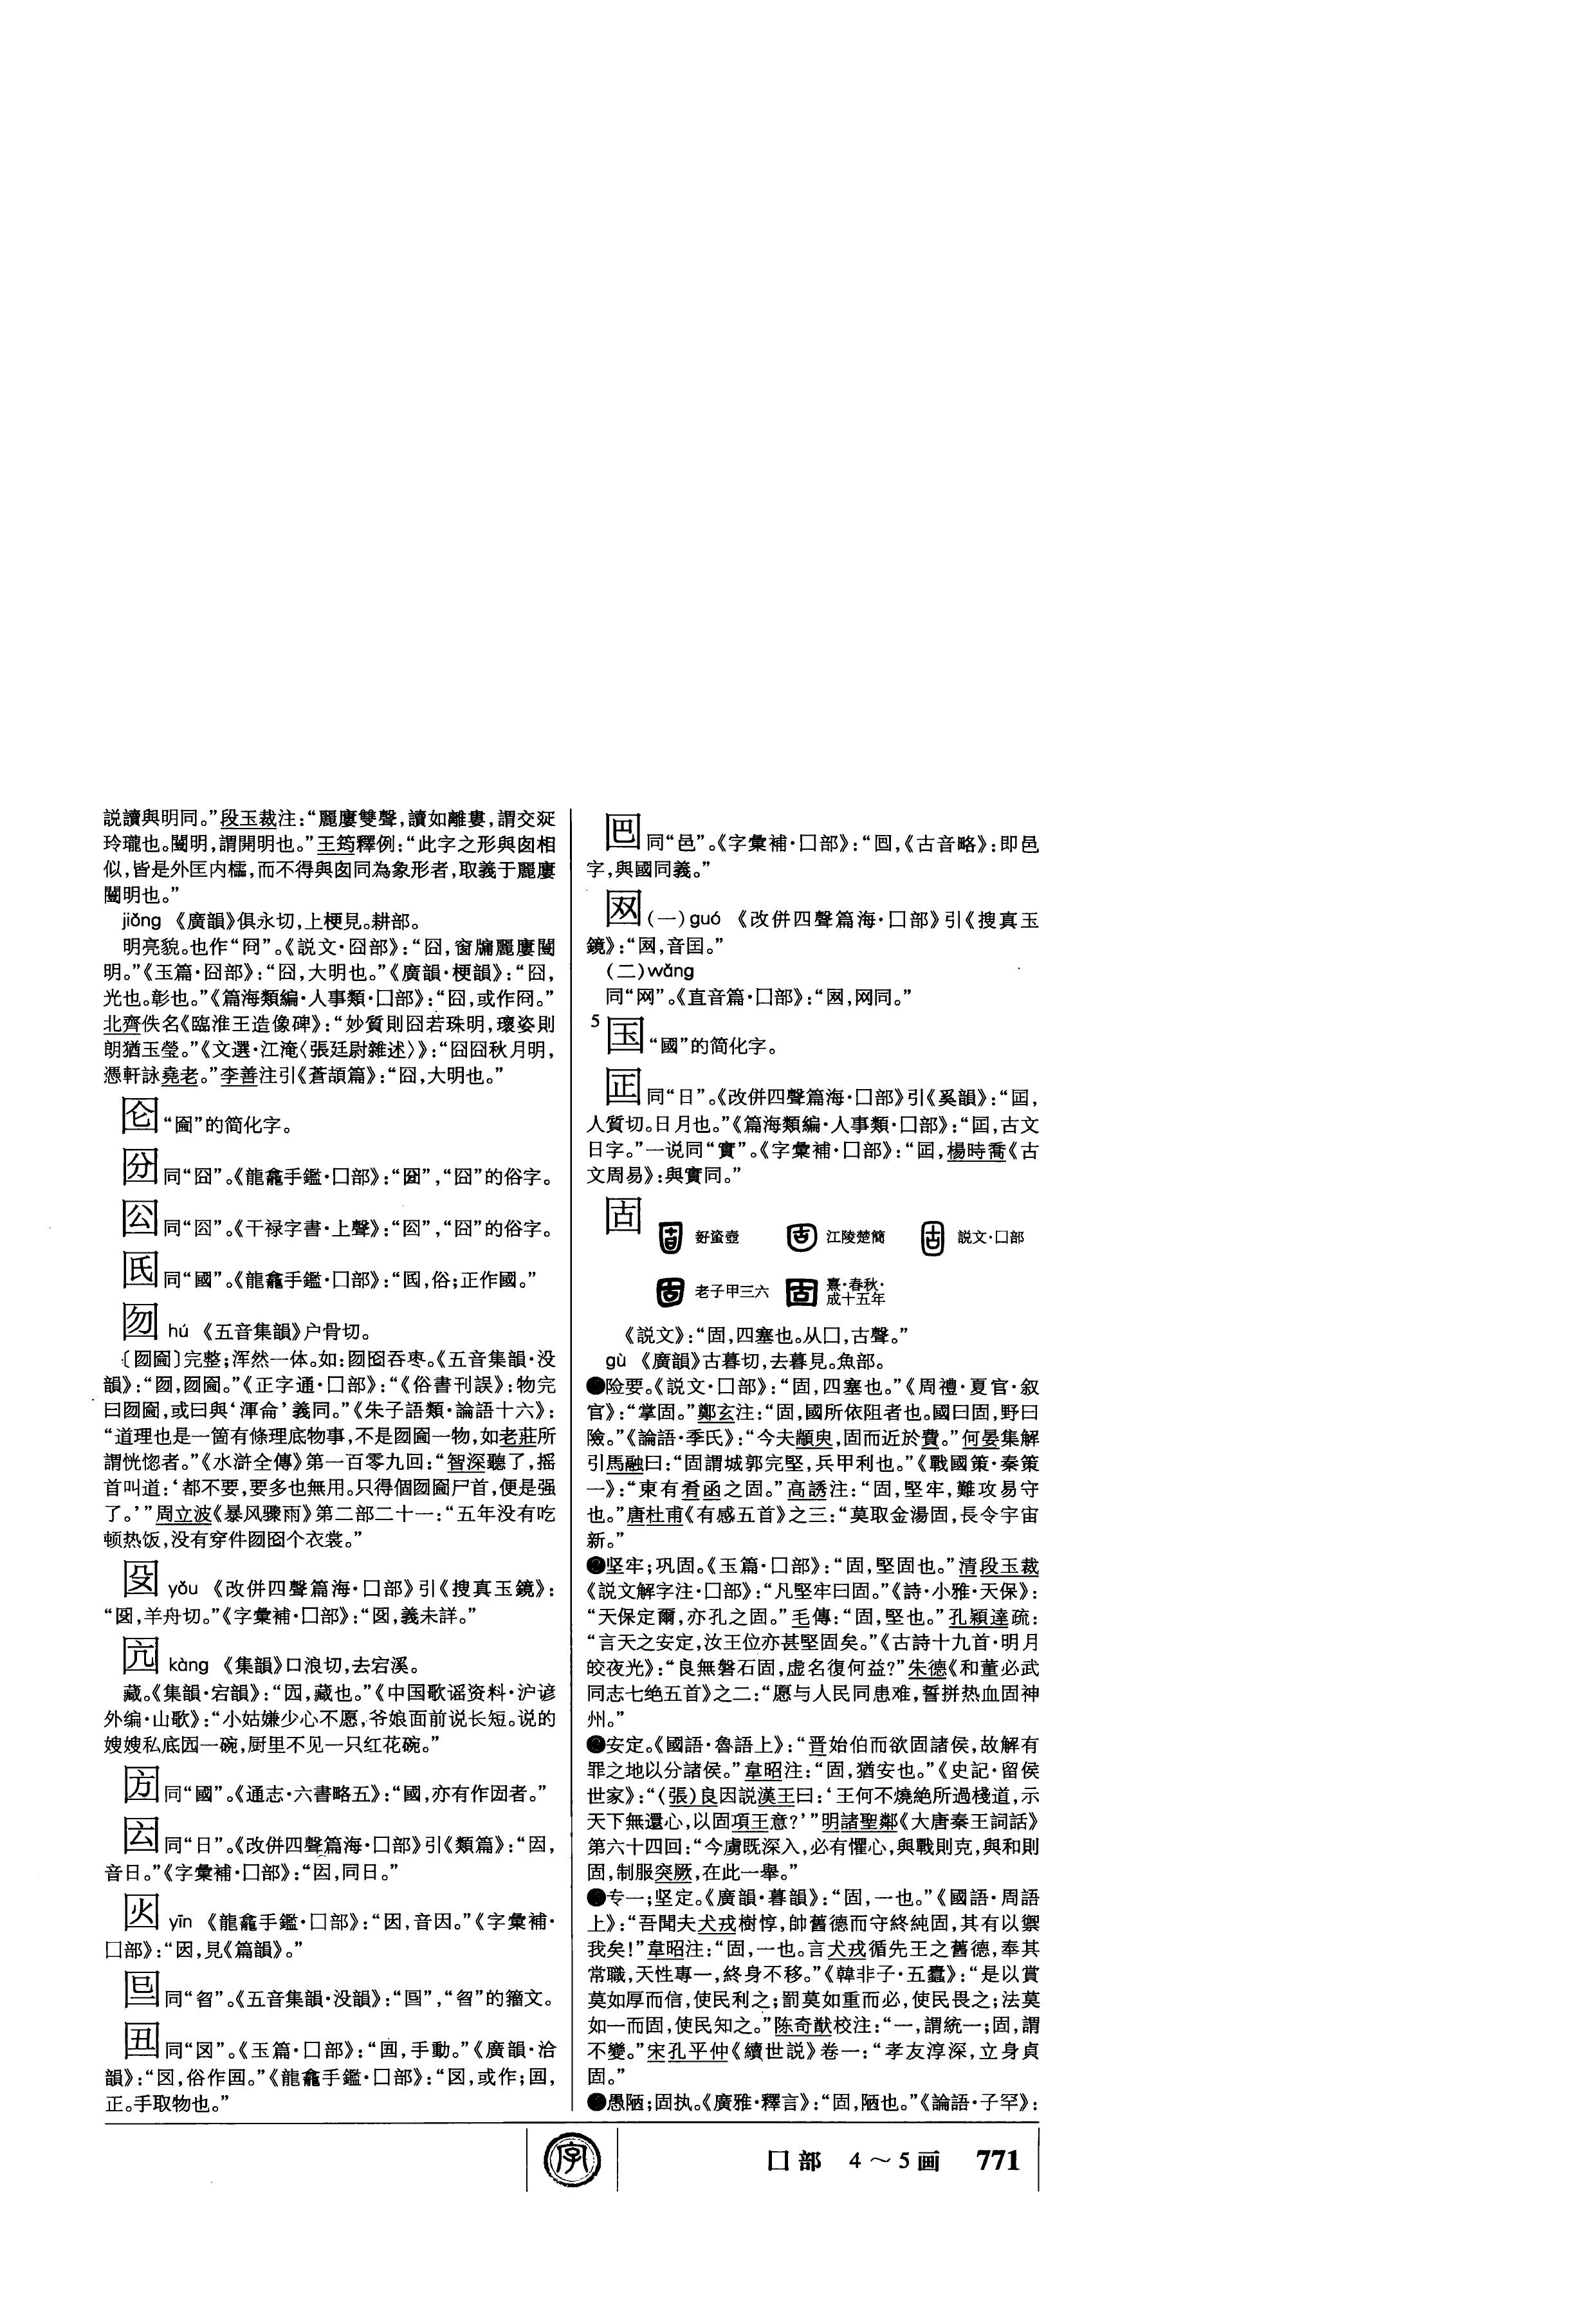 説讀與明同。”段玉裁注：“麗廔雙聲，讀如離婁，謂交疏
玲瓏也。闓明，謂開明也。”王筠釋例：“此字之形與囱相
似，皆是外匡内櫺，而不得與囱同為象形者，取義于麗廔
闓明也。”
jiǒng 《廣韻》俱永切，上梗見。耕部。
明亮貌。也作“冏”。《説文·囧部》：“囧，窗牖麗廔闓
明。”《玉篇·囧部》：“囧，大明也。”《廣韻·梗韻》：“囧，
光也。彰也。”《篇海類編·人事類·囗部》：“囧，或作冏。”
北齊佚名《臨淮王造像碑》：“妙質則囧若珠明，瓌姿則
朗猶玉瑩。”《文選·江淹〈張廷尉雜述〉》：“囧囧秋月明，
憑軒詠堯老。”李善注引《蒼頡篇》：“囧，大明也。”
囵 “圇”的简化字。
同“囧”。《龍龕手鑑·囗部》：“”，“囧”的俗字。
同“囧”。《干禄字書·上聲》：“”，“囧”的俗字。
同“國”。《龍龕手鑑·囗部》：“，俗；正作國。”
囫 hú 《五音集韻》户骨切。
〔囫圇〕完整；浑然一体。如：囫囵吞枣。《五音集韻·没
韻》：“囫，囫圇。”《正字通·囗部》：“《俗書刊誤》：物完
曰囫圇，或曰與‘渾侖’義同。”《朱子語類·論語十六》：
“道理也是一箇有條理底物事，不是囫圇一物，如老莊所
謂恍惚者。”《水滸全傳》第一百零九回：“智深聽了，摇
首叫道：‘都不要，要多也無用。只得個囫圇尸首，便是强
了。’”周立波《暴风骤雨》第二部二十一：“五年没有吃
顿热饭，没有穿件囫囵个衣裳。”
yǒu 《改併四聲篇海·囗部》引《搜真玉鏡》：
“，羊舟切。”《字彙補·囗部》：“，義未詳。”
囥 kàng 《集韻》口浪切，去宕溪。
藏。《集韻·宕韻》：“囥，藏也。”《中国歌谣资料·沪谚
外编·山歌》：“小姑嫌少心不愿，爷娘面前说长短。说的
嫂嫂私底囥一碗，厨里不见一只红花碗。”
同“國”。《通志·六書略五》：“國，亦有作者。”
同“日”。《改併四聲篇海·囗部》引《類篇》：“，
音日。”《字彙補·囗部》：“，同日。”
yīn 《龍龕手鑑·囗部》：“，音因。”《字彙補·
囗部》：“，見《篇韻》。”
同“曶”。《五音集韻·没韻》：“”，“曶”的籀文。
同“図”。《玉篇·囗部》：“，手動。”《廣韻·洽
韻》：“，俗作。”《龍龕手鑑·囗部》：“，或作；，
正。手取物也。”
同“邑”。《字彙補·囗部》：“，《古音略》：即邑
字，與國同義。”
(一)guó 《改併四聲篇海·囗部》引《搜真玉
鏡》：“，音囯。”
(二)wǎng
同“网”。《直音篇·囗部》：“，网同。”
5 国 “國”的简化字。
同“日”。《改併四聲篇海·囗部》引《奚韻》：“，
人質切。日月也。”《篇海類編·人事類·囗部》：“，古文
日字。”一说同“實”。《字彙補·囗部》：“，楊時喬《古
文周易》：與實同。”
固
𧊒壺 江陵楚簡 説文·囗部
老子甲三六 熹·春秋·
成十五年
《説文》：“固，四塞也。从囗，古聲。”
gù 《廣韻》古暮切，去暮見。魚部。
❶险要。《説文·囗部》：“固，四塞也。”《周禮·夏官·叙
官》：“掌固。”鄭玄注：“固，國所依阻者也。國曰固，野曰
險。”《論語·季氏》：“今夫顓臾，固而近於費。”何晏集解
引馬融曰：“固謂城郭完堅，兵甲利也。”《戰國策·秦策
一》：“東有肴函之固。”高誘注：“固，堅牢，難攻易守
也。”唐杜甫《有感五首》之三：“莫取金湯固，長令宇宙
新。”
❷坚牢；巩固。《玉篇·囗部》：“固，堅固也。”清段玉裁
《説文解字注·囗部》：“凡堅牢曰固。”《詩·小雅·天保》：
“天保定爾，亦孔之固。”毛傳：“固，堅也。”孔穎達疏：
“言天之安定，汝王位亦甚堅固矣。”《古詩十九首·明月
皎夜光》：“良無磐石固，虚名復何益？”朱德《和董必武
同志七绝五首》之二：“愿与人民同患难，誓拼热血固神
州。”
❸安定。《國語·魯語上》：“晋始伯而欲固諸侯，故解有
罪之地以分諸侯。”韋昭注：“固，猶安也。”《史記·留侯
世家》：“（張）良因説漢王曰：‘王何不燒絶所過棧道，示
天下無還心，以固項王意？’”明諸聖鄰《大唐秦王詞話》
第六十四回：“今虜既深入，必有懼心，與戰則克，與和則
固，制服突厥，在此一舉。”
❹专一；坚定。《廣韻·暮韻》：“固，一也。”《國語·周語
上》：“吾聞夫犬戎樹惇，帥舊德而守終純固，其有以禦
我矣！”韋昭注：“固，一也。言犬戎循先王之舊德，奉其
常職，天性專一，終身不移。”《韓非子·五蠹》：“是以賞
莫如厚而信，使民利之；罰莫如重而必，使民畏之；法莫
如一而固，使民知之。”陈奇猷校注：“一，謂統一；固，謂
不變。”宋孔平仲《續世説》卷一：“孝友淳深，立身貞
固。”
❺愚陋；固执。《廣雅·釋言》：“固，陋也。”《論語·子罕》：
字 囗部 4～5画 771